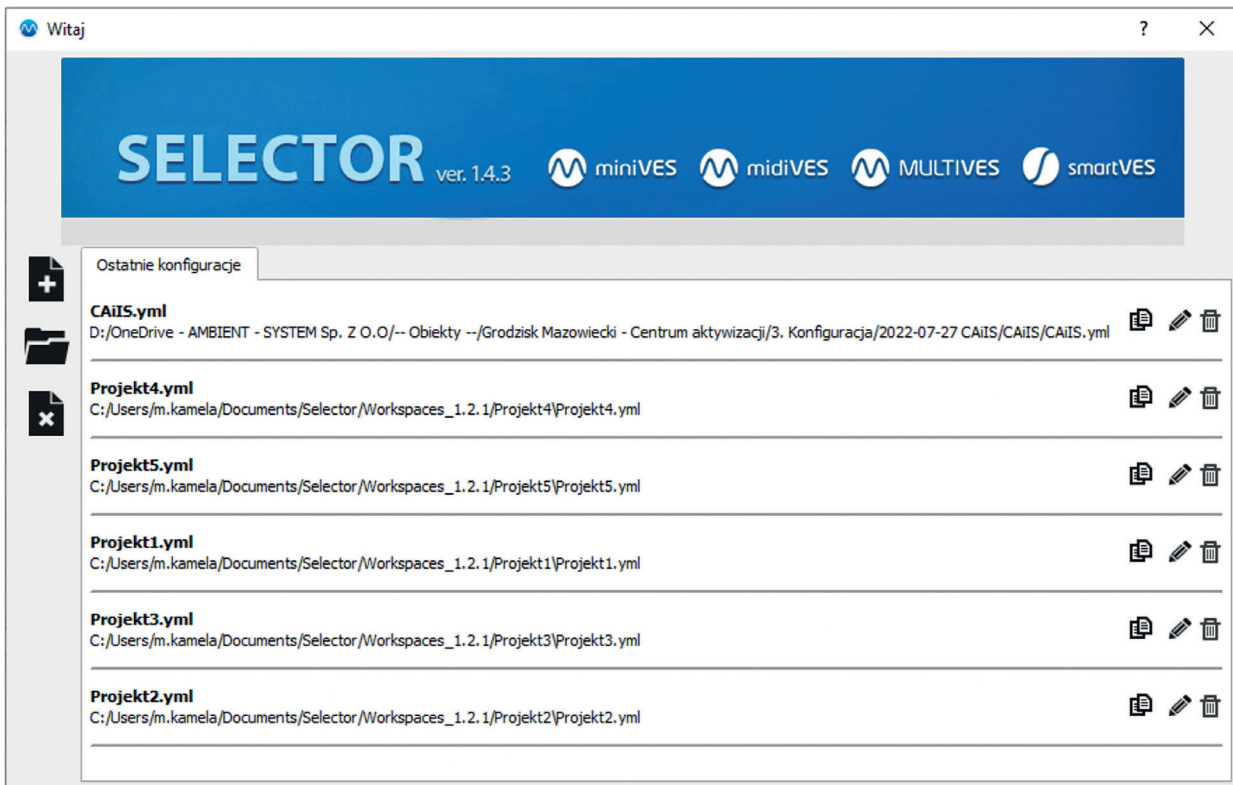 Witaj
?
SELECTOR ver. 1.4.3 miniVES midiVES MULTIVES smartVES
Ostatnie konfiguracje
CAiIS.yml
D:/OneDrive - AMBIENT - SYSTEM Sp. Z O.O/-- Obiekty --/Grodzisk Mazowiecki - Centrum aktywizacji/3. Konfiguracja/2022-07-27 CAiIS/CAiIS/CAiIS.yml
Projekt4.yml
C:/Users/m.kamela/Documents/Selector/Workspaces_1.2.1/Projekt4\Projekt4.yml
Projekt5.yml
C:/Users/m.kamela/Documents/Selector/Workspaces_1.2.1/Projekt5\Projekt5.yml
Projekt1.yml
C:/Users/m.kamela/Documents/Selector/Workspaces_1.2.1/Projekt1\Projekt1.yml
Projekt3.yml
C:/Users/m.kamela/Documents/Selector/Workspaces_1.2.1/Projekt3\Projekt3.yml
Projekt2.yml
C:/Users/m.kamela/Documents/Selector/Workspaces_1.2.1/Projekt2\Projekt2.yml